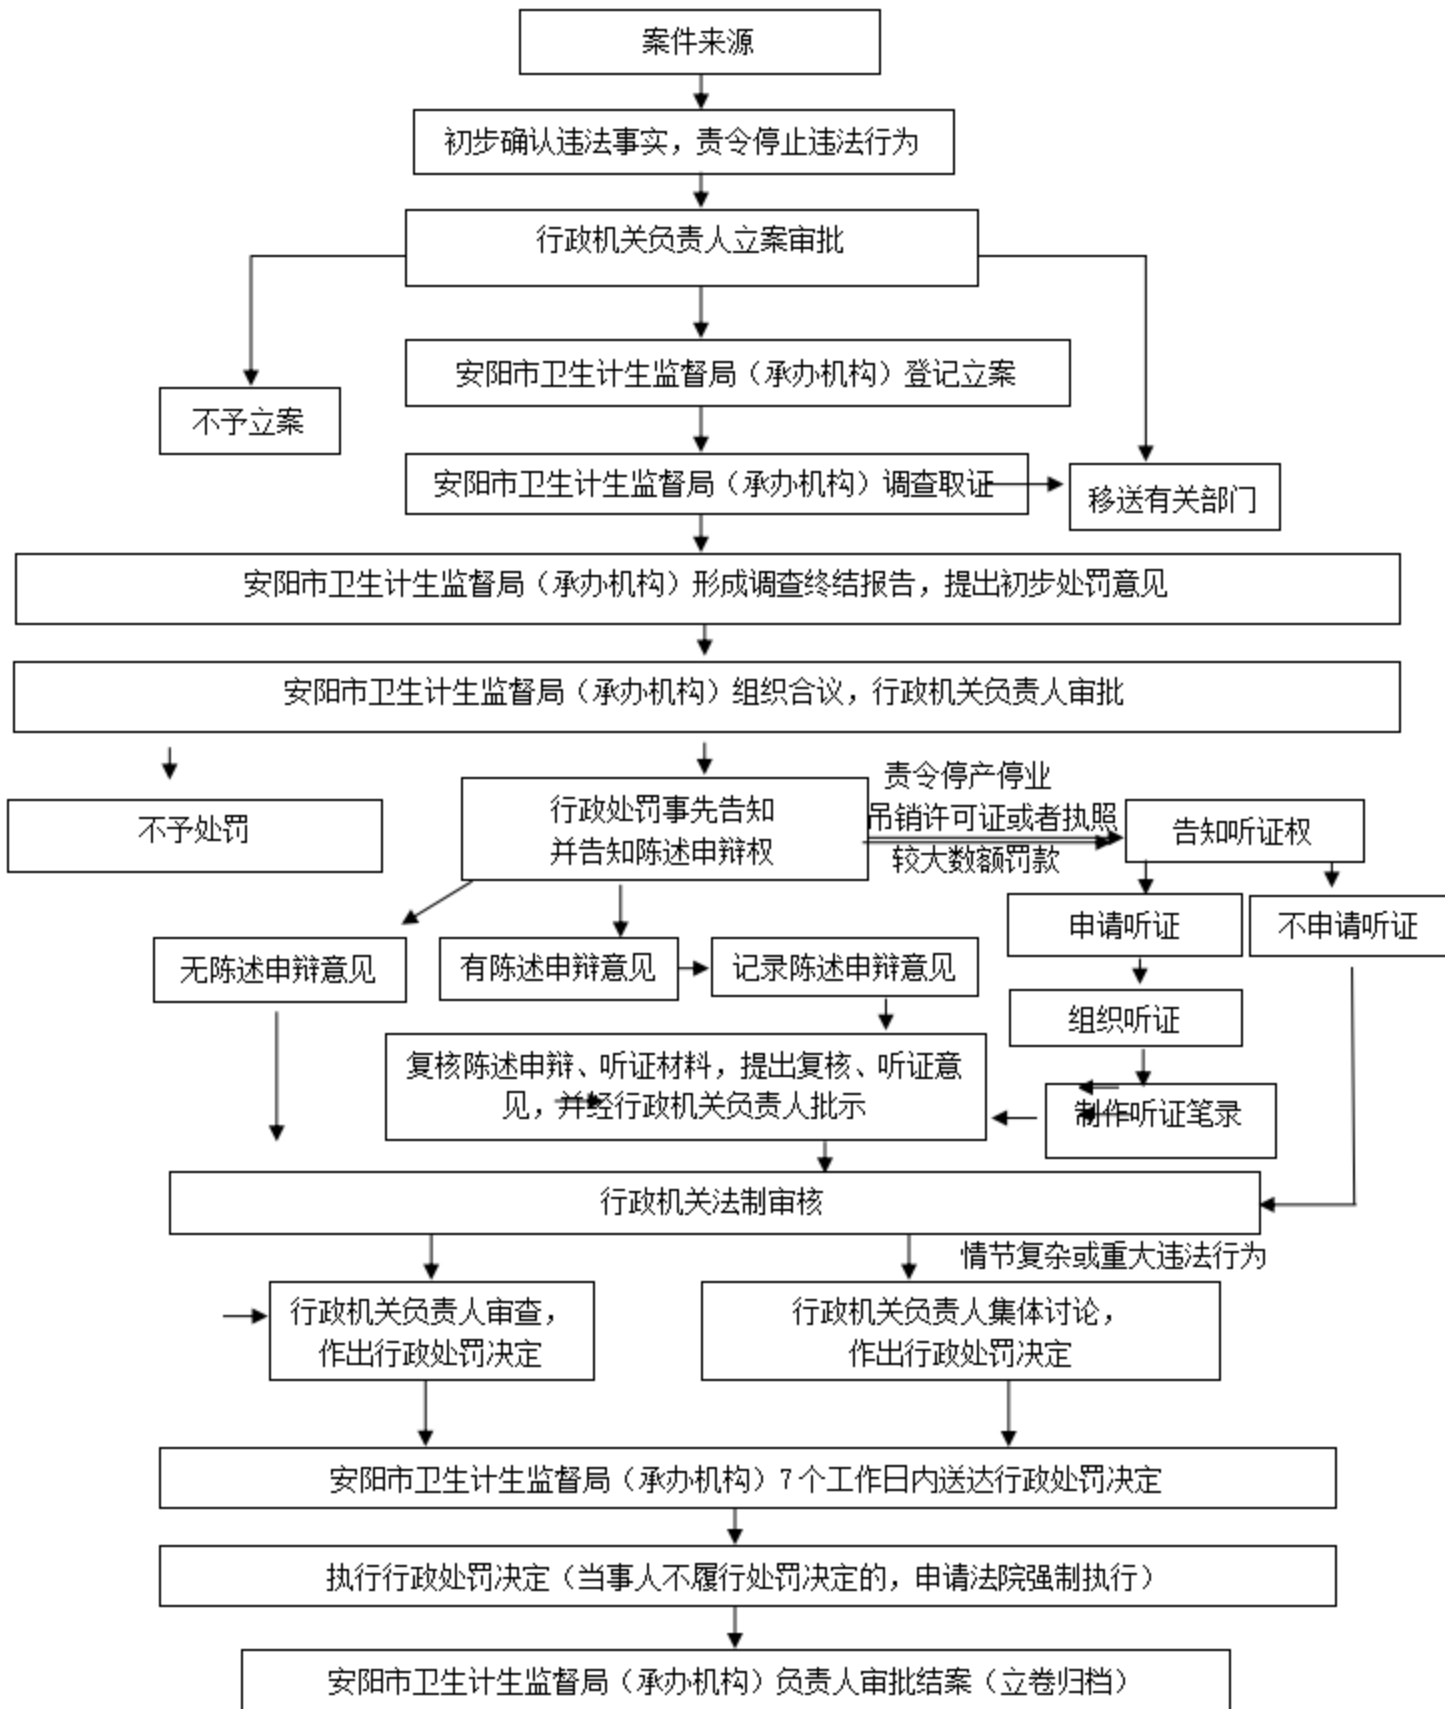 案件来源
初步确认违法事实，责令停止违法行为
行政机关负责人立案审批
安阳市卫生计生监督局（承办机构）登记立案
不予立案
安阳市卫生计生监督局（承办机构）调查取证
移送有关部门
安阳市卫生计生监督局（承办机构）形成调查终结报告，提出初步处罚意见
安阳市卫生计生监督局（承办机构）组织合议，行政机关负责人审批
不予处罚
行政处罚事先告知
并告知陈述申辩权
责令停产停业
吊销许可证或者执照
较大数额罚款
告知听证权
申请听证
不申请听证
无陈述申辩意见
有陈述申辩意见
记录陈述申辩意见
组织听证
复核陈述申辩、听证材料，提出复核、听证意
见，并经行政机关负责人批示
制作听证笔录
行政机关法制审核
情节复杂或重大违法行为
行政机关负责人审查，
作出行政处罚决定
行政机关负责人集体讨论，
作出行政处罚决定
安阳市卫生计生监督局（承办机构）7个工作日内送达行政处罚决定
执行行政处罚决定（当事人不履行处罚决定的，申请法院强制执行）
安阳市卫生计生监督局（承办机构）负责人审批结案（立卷归档）